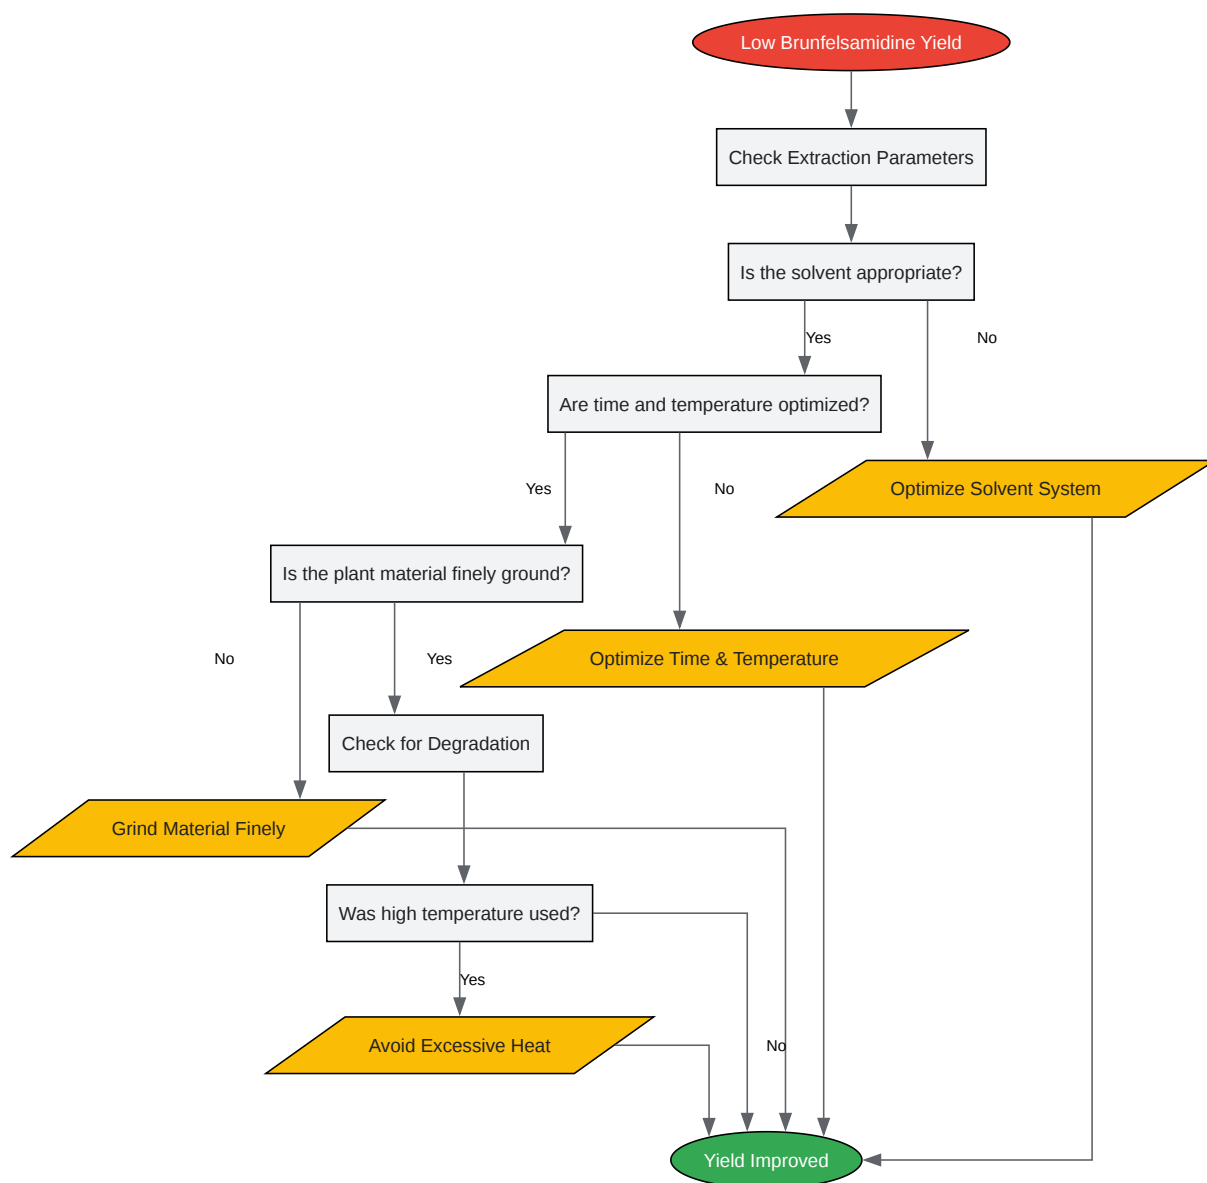 Low Brunfelsamidine Yield
Check Extraction Parameters
Is the solvent appropriate?
Yes
No
Are time and temperature optimized?
Yes
No
Optimize Solvent System
Is the plant material finely ground?
No
Yes
Optimize Time & Temperature
Check for Degradation
Grind Material Finely
Was high temperature used?
Yes
Avoid Excessive Heat
No
Yield Improved